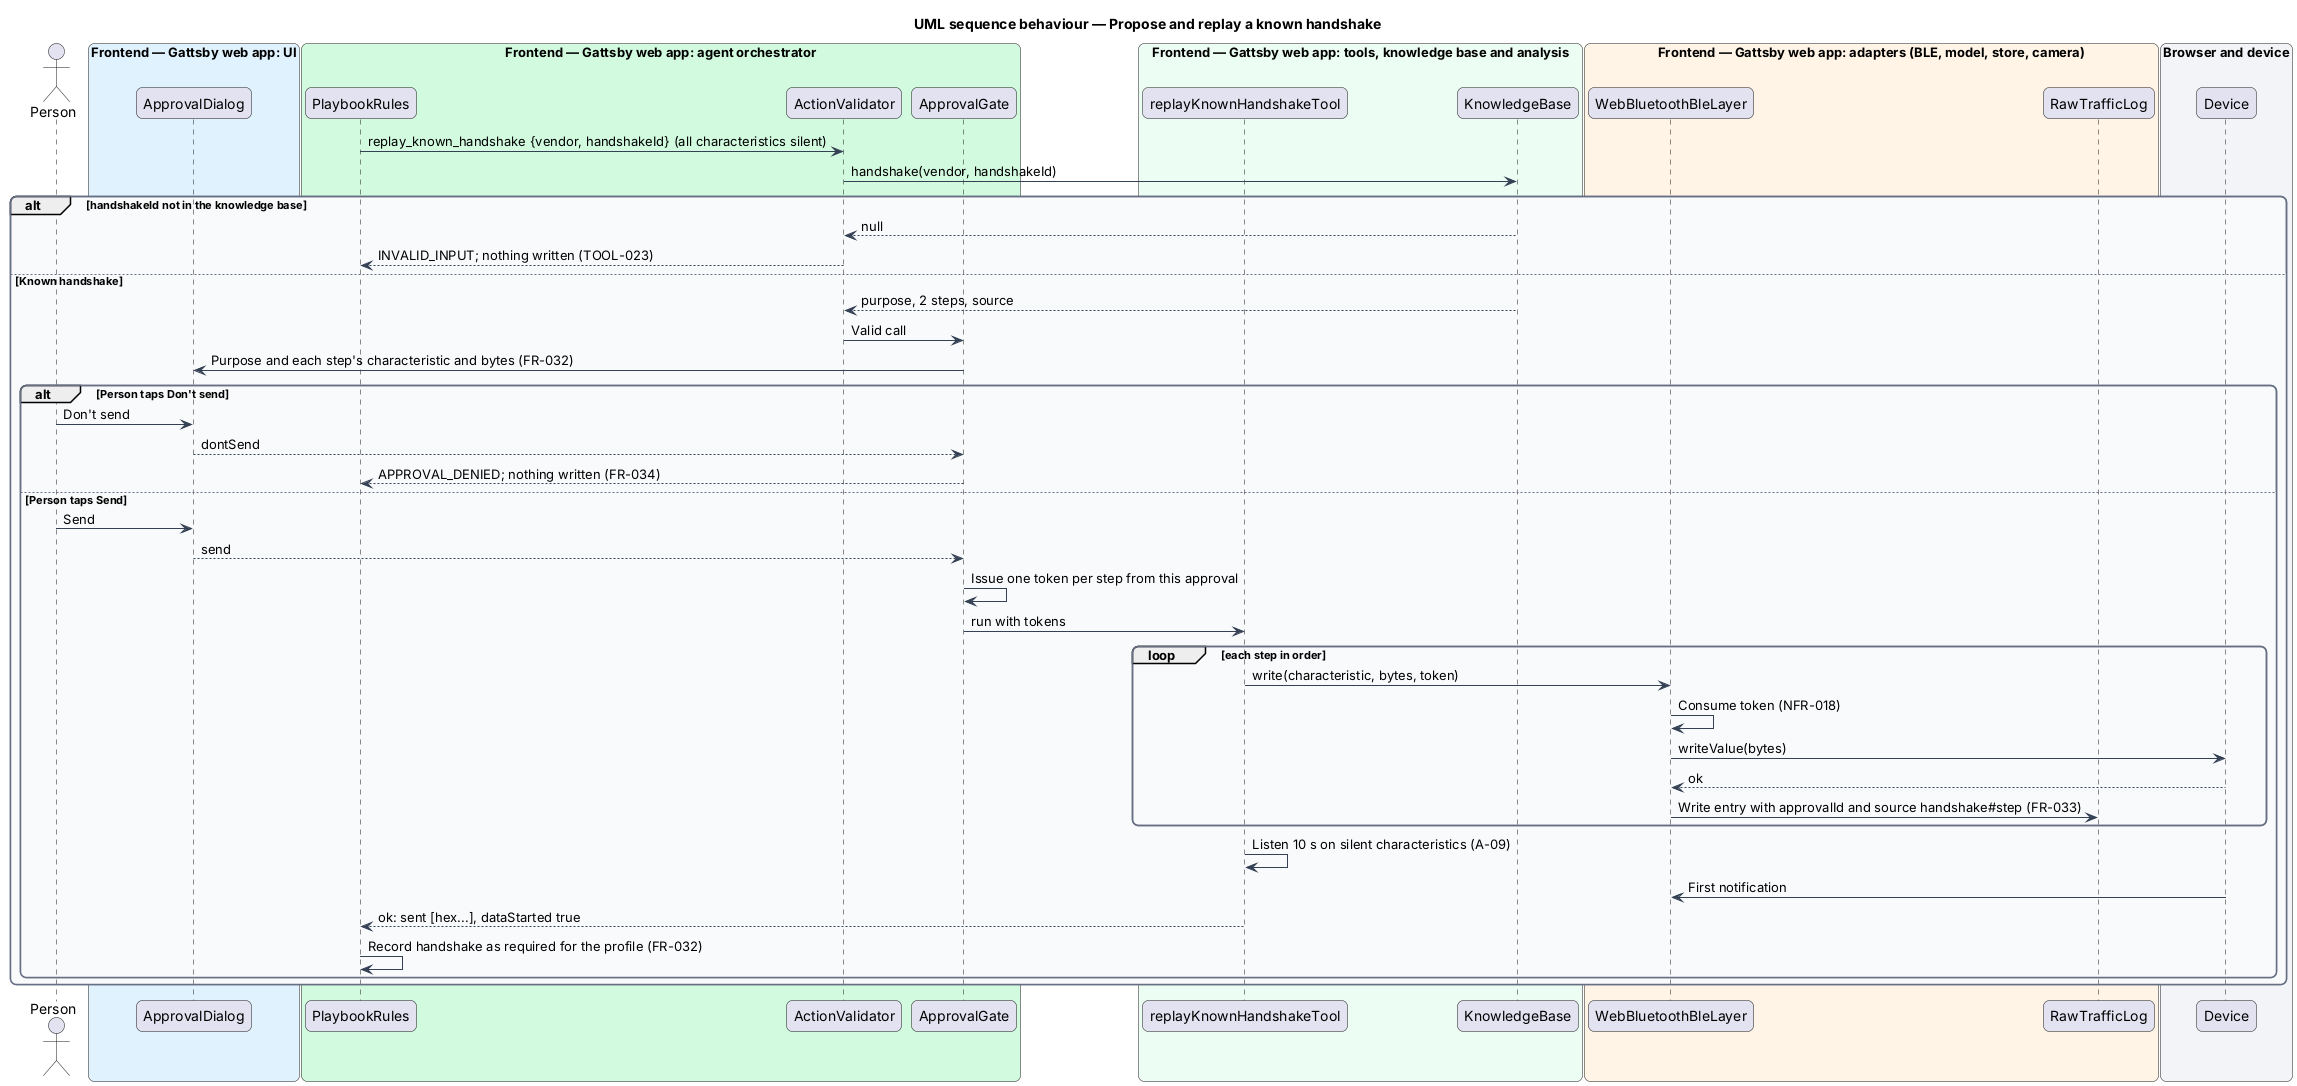 UML sequence behaviour — Propose and replay a known handshake
Frontend — Gattsby web app: UI
Frontend — Gattsby web app: agent orchestrator
Frontend — Gattsby web app: tools, knowledge base and analysis
Frontend — Gattsby web app: adapters (BLE, model, store, camera)
Browser and device
Person
ApprovalDialog
PlaybookRules
ActionValidator
ApprovalGate
replayKnownHandshakeTool
KnowledgeBase
WebBluetoothBleLayer
RawTrafficLog
Device
replay_known_handshake {vendor, handshakeId} (all characteristics silent)
handshake(vendor, handshakeId)
alt
[handshakeId not in the knowledge base]
null
INVALID_INPUT; nothing written (TOOL-023)
[Known handshake]
purpose, 2 steps, source
Valid call
Purpose and each step's characteristic and bytes (FR-032)
alt
[Person taps Don't send]
Don't send
dontSend
APPROVAL_DENIED; nothing written (FR-034)
[Person taps Send]
Send
send
Issue one token per step from this approval
run with tokens
loop
[each step in order]
write(characteristic, bytes, token)
Consume token (NFR-018)
writeValue(bytes)
ok
Write entry with approvalId and source handshake#step (FR-033)
Listen 10 s on silent characteristics (A-09)
First notification
ok: sent [hex...], dataStarted true
Record handshake as required for the profile (FR-032)
Person
ApprovalDialog
PlaybookRules
ActionValidator
ApprovalGate
replayKnownHandshakeTool
KnowledgeBase
WebBluetoothBleLayer
RawTrafficLog
Device